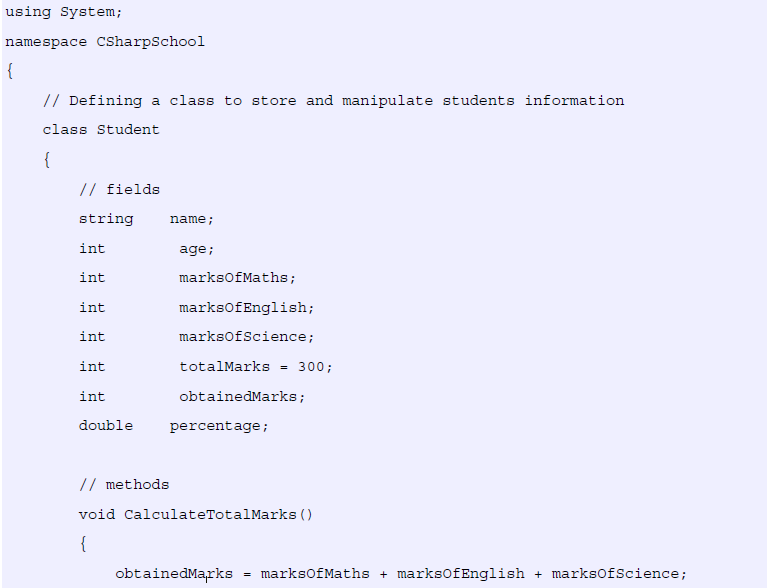 using System;
namespace CSharpSchool
{
// Defining a class to store and manipulate students information
class Student
{
// fields
string name;
int age;
int marksOfMaths;
int marksOfEnglish;
int marksOfScience;
int totalMarks = 300;
int obtainedMarks;
double percentage;
// methods
void CalculateTotalMarks()
{
obtainedMarks = marksOfMaths + marksOfEnglish + marksOfScience;